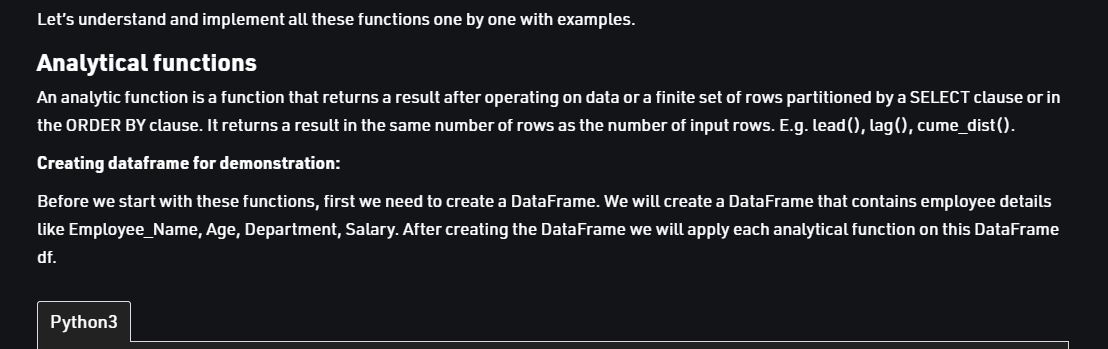 Let's understand and implement all these functions one by one with examples.
Analytical functions
An analytic function is a function that returns a result after operating on data or a finite set of rows partitioned by a SELECT clause or in
the ORDER BY clause. It returns a result in the same number of rows as the number of input rows. E.g. lead(), lag(), cume_dist().
Creating dataframe for demonstration:
Before we start with these functions, first we need to create a DataFrame. We will create a DataFrame that contains employee details
like Employee_Name, Age, Department, Salary. After creating the DataFrame we will apply each analytical function on this DataFrame
df.
Python3